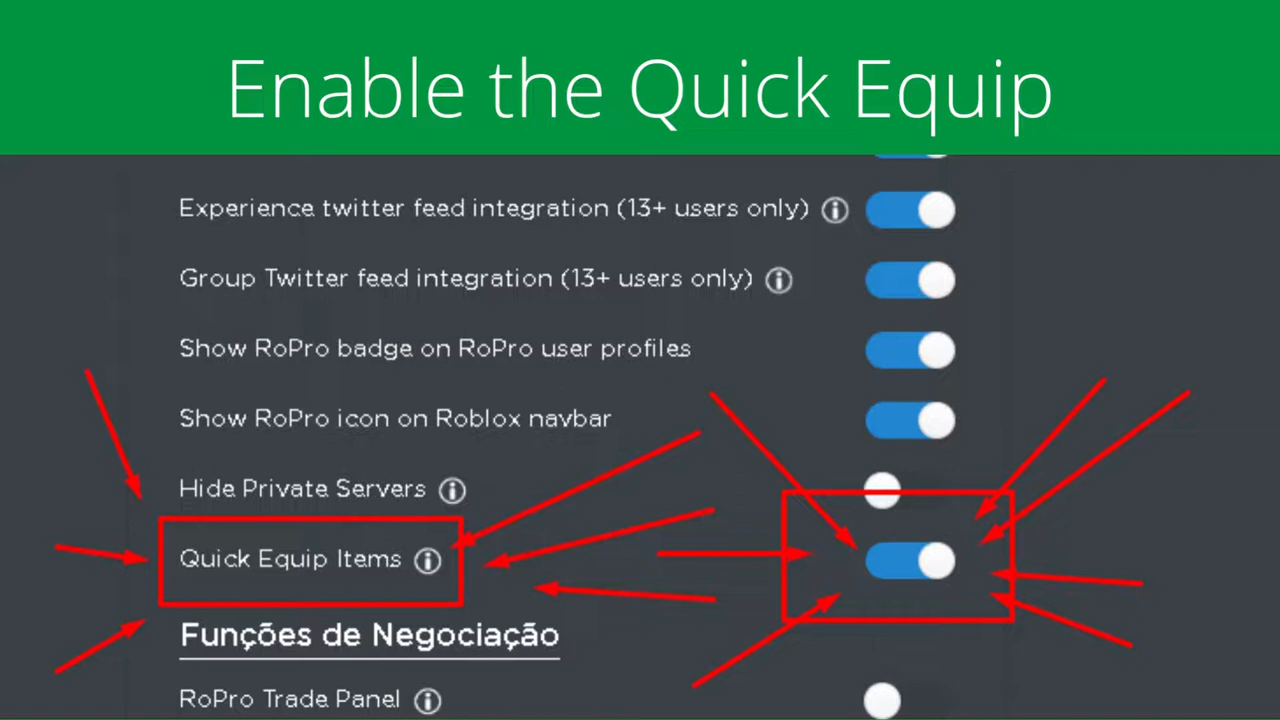 Enable the Quick Equip
Experience twitter feed integration (13+ users only)
Group Twitter feed integration (13+ users only)
Show RoPro badge on RoPro user profiles
Show RoPro icon on Roblox navbar
Hide Private Servers
Quick Equip Items
Funções de Negociação
RoPro Trade Panel